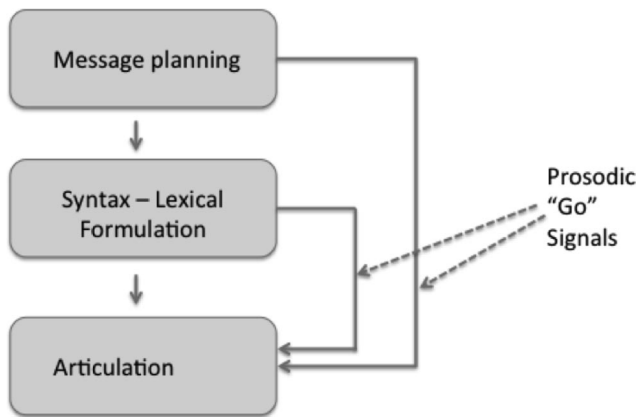 Message planning
Syntax – Lexical
Formulation
Articulation
Prosodic
“Go”
Signals